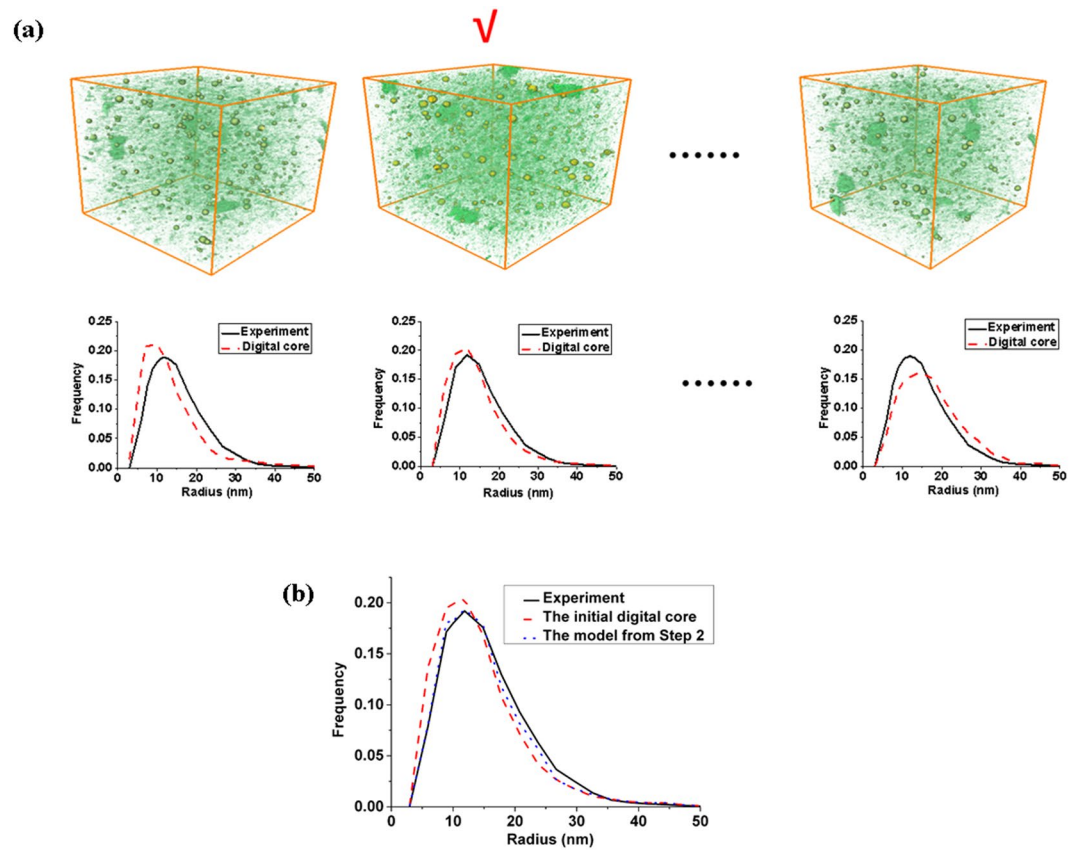 (a)
√
......
0.25
0.20
0.15
0.10
0.05
0.00
Frequency
Experiment
Digital core
0 10 20 30 40 50
Radius (nm)
0.25
0.20
0.15
0.10
0.05
0.00
Frequency
Experiment
Digital core
0 10 20 30 40 50
Radius (nm)
......
0.25
0.20
0.15
0.10
0.05
0.00
Frequency
Experiment
Digital core
0 10 20 30 40 50
Radius (nm)
(b)
0.20
0.15
0.10
0.05
0.00
Frequency
Experiment
The initial digital core
The model from Step 2
0 10 20 30 40 50
Radius (nm)